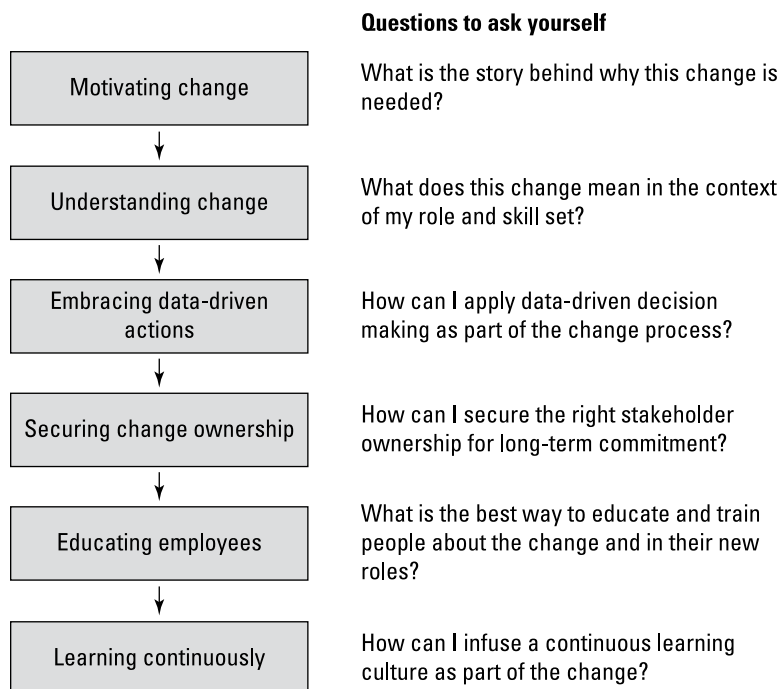 Questions to ask yourself
Motivating change
What is the story behind why this change is
needed?
Understanding change
What does this change mean in the context
of my role and skill set?
Embracing data-driven
actions
How can I apply data-driven decision
making as part of the change process?
Securing change ownership
How can I secure the right stakeholder
ownership for long-term commitment?
Educating employees
What is the best way to educate and train
people about the change and in their new
roles?
Learning continuously
How can I infuse a continuous learning
culture as part of the change?